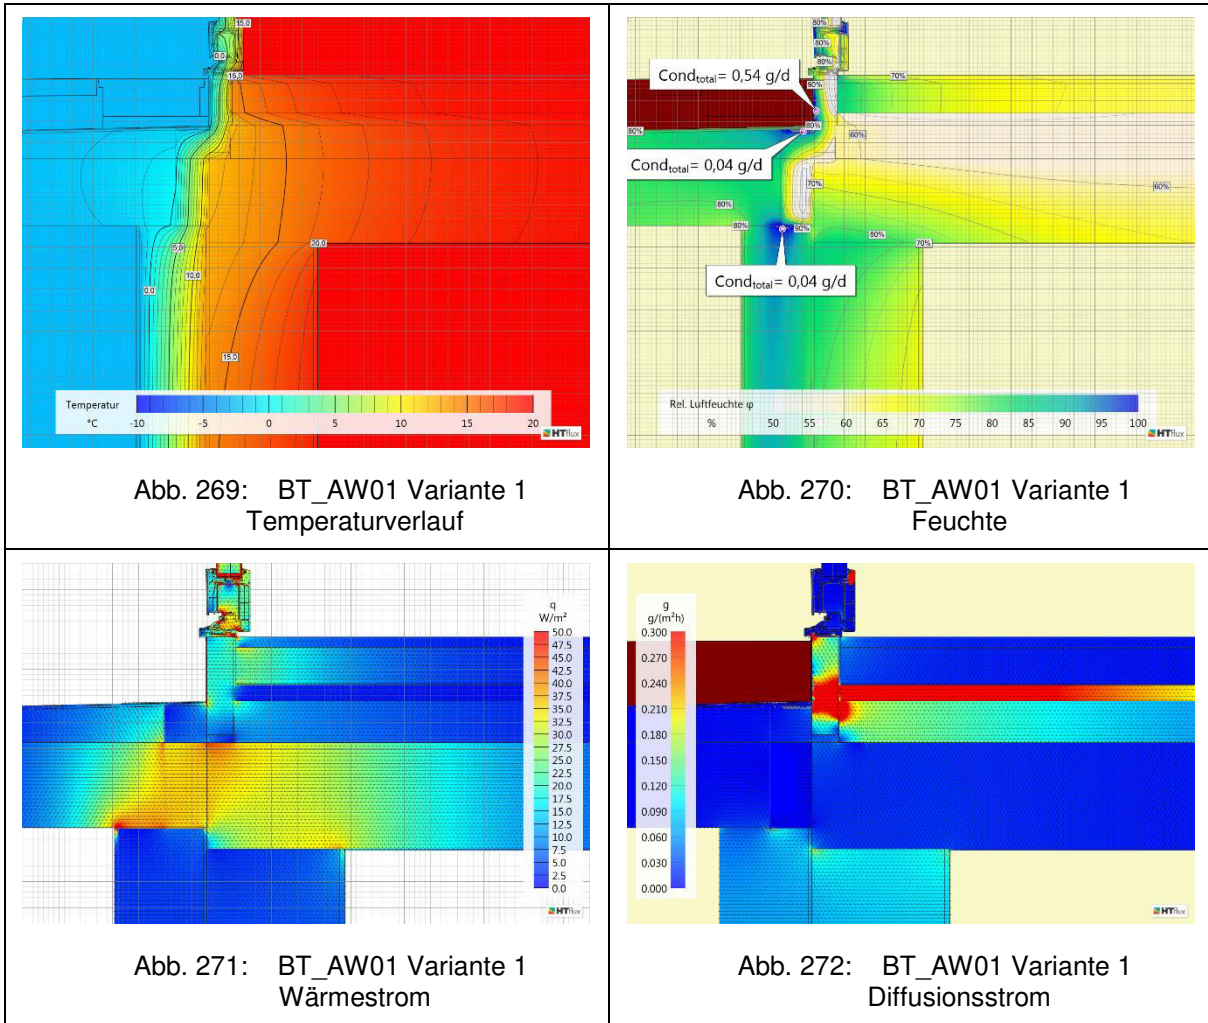 15,0
0,0
15,0
20,0
5,0
10,0
0,0
15,0
Temperatur
°C
-10 -5 0 5 10 15 20
HTflux
Abb. 269: BT_AW01 Variante 1
Temperaturverlauf
80%
80%
80%
70%
90%
Cond_total = 0,54 g/d
80%
80%
60%
Cond_total = 0,04 g/d
70%
60%
80%
80%
90%
80%
70%
Cond_total = 0,04 g/d
Rel. Luftfeuchte φ
% 50 55 60 65 70 75 80 85 90 95 100
HTflux
Abb. 270: BT_AW01 Variante 1
Feuchte
q
W/m²
50.0
47.5
45.0
42.5
40.0
37.5
35.0
32.5
30.0
27.5
25.0
22.5
20.0
17.5
15.0
12.5
10.0
7.5
5.0
2.5
0.0
HTflux
Abb. 271: BT_AW01 Variante 1
Wärmestrom
g
g/(m²h)
0.300
0.270
0.240
0.210
0.180
0.150
0.120
0.090
0.060
0.030
0.000
HTflux
Abb. 272: BT_AW01 Variante 1
Diffusionsstrom